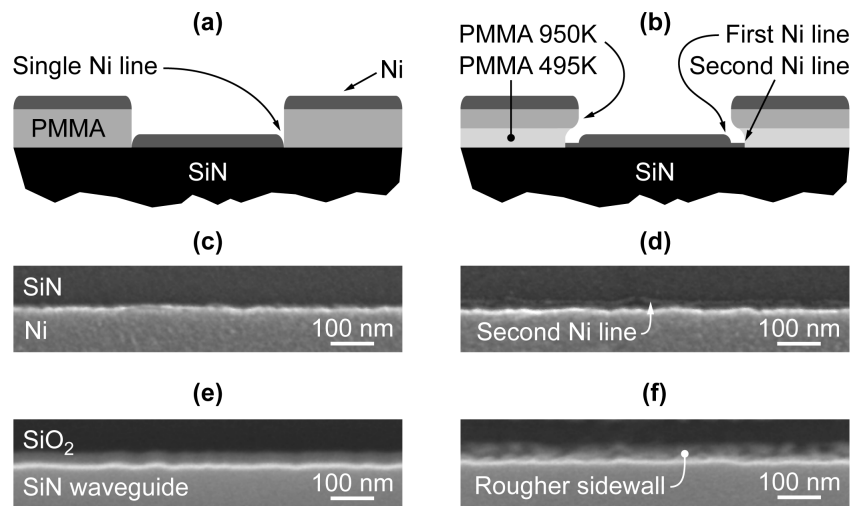 (a)
Single Ni line
Ni
PMMA
SiN
(b)
PMMA 950K
First Ni line
PMMA 495K
Second Ni line
SiN
(c)
SiN
Ni
100 nm
(d)
Second Ni line
100 nm
(e)
SiO₂
SiN waveguide
100 nm
(f)
Rougher sidewall
100 nm